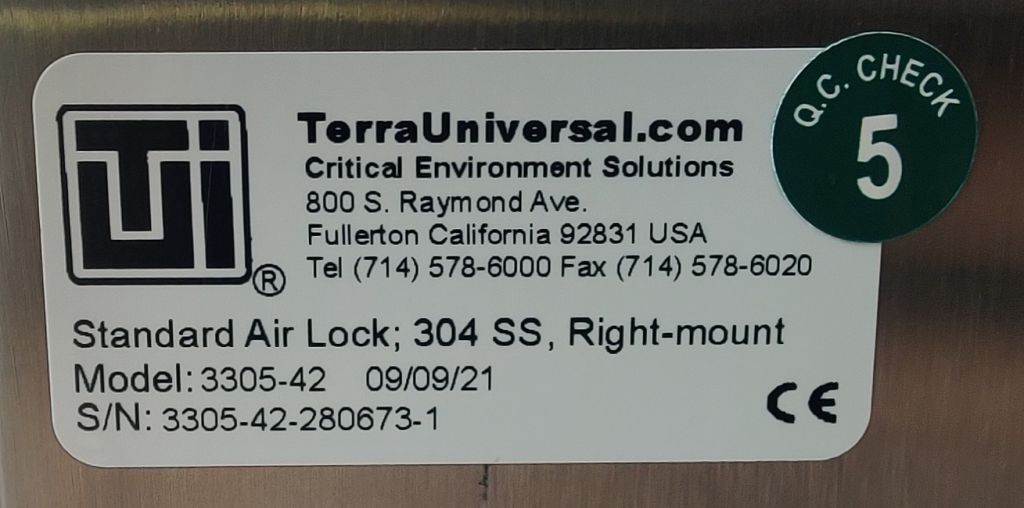 TerraUniversal.com
Critical Environment Solutions
800 S. Raymond Ave.
Fullerton California 92831 USA
Tel (714) 578-6000 Fax (714) 578-6020
Ti
®
Q.C. CHECK
5
Standard Air Lock; 304 SS, Right-mount
Model: 3305-42 09/09/21
S/N: 3305-42-280673-1
CE